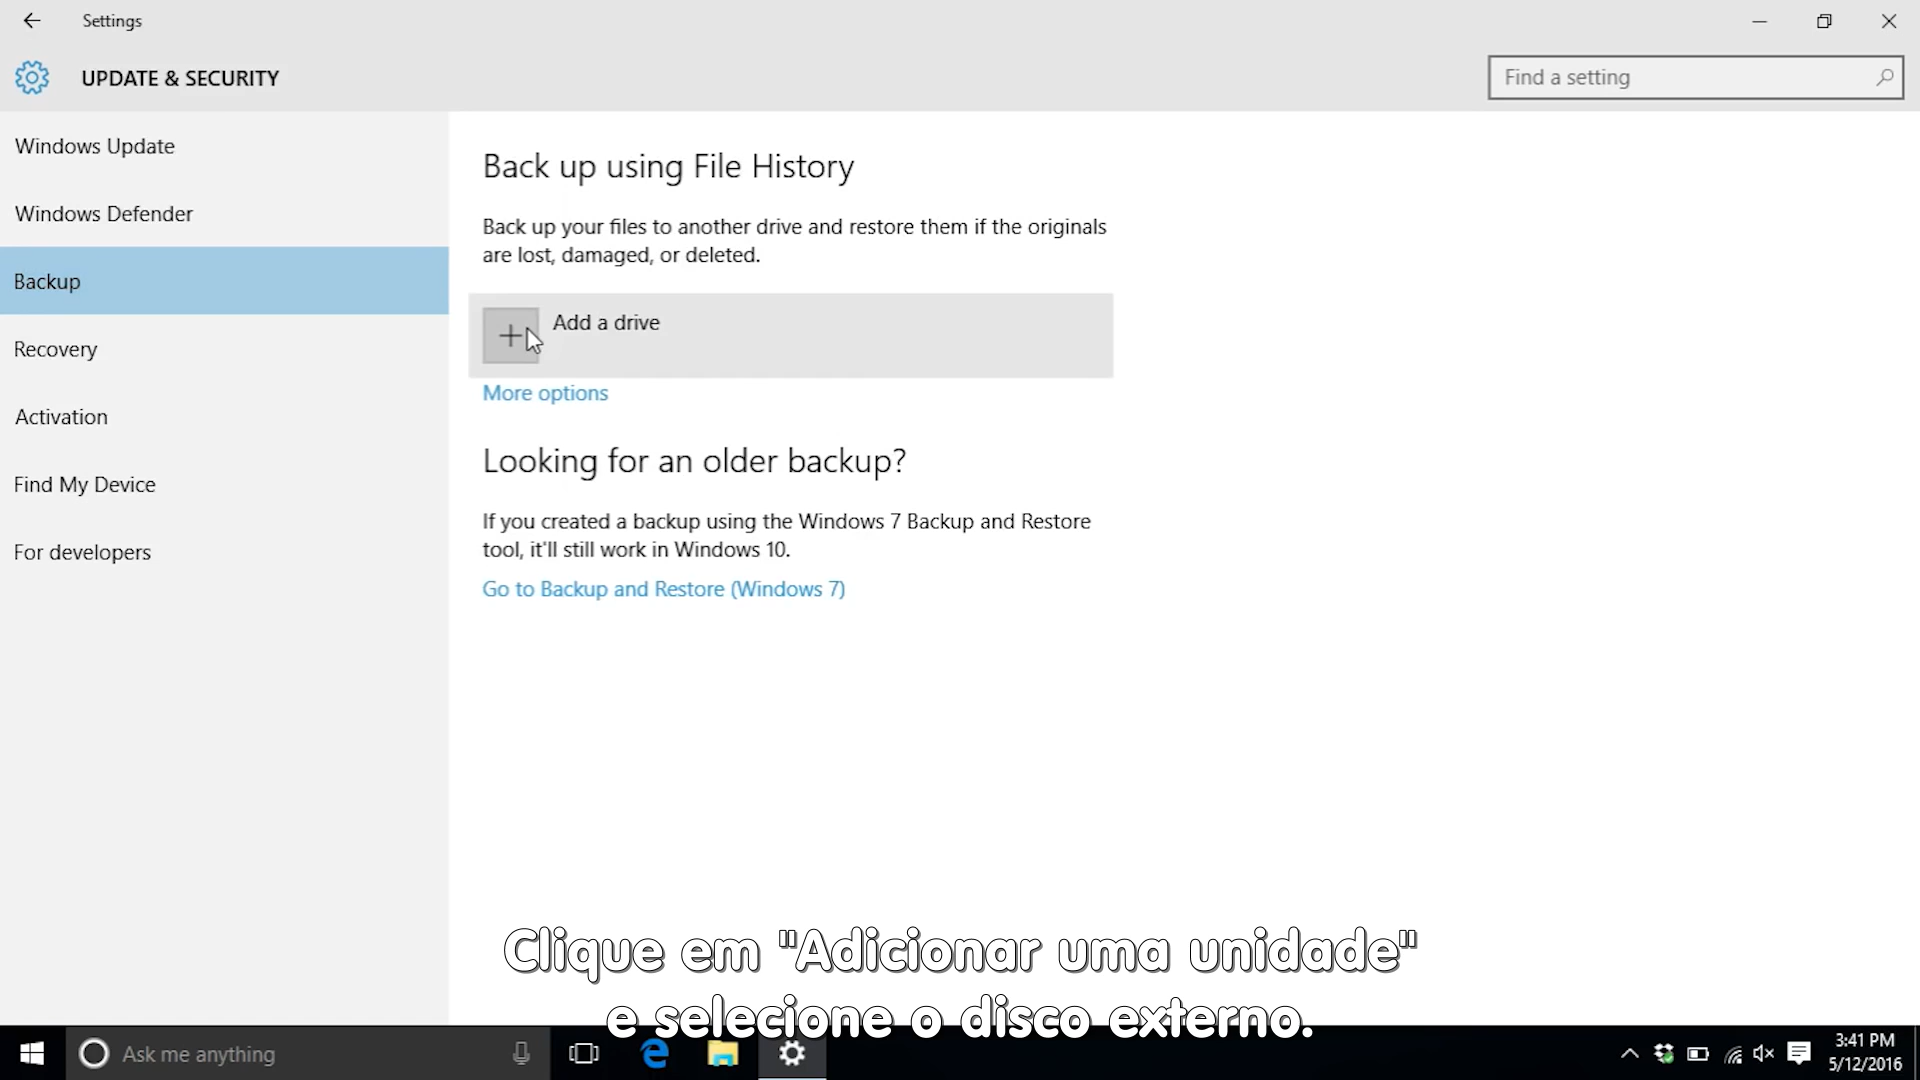 Settings
UPDATE & SECURITY
Find a setting
Windows Update
Windows Defender
Backup
Recovery
Activation
Find My Device
For developers
Back up using File History
Back up your files to another drive and restore them if the originals
are lost, damaged, or deleted.
Add a drive
More options
Looking for an older backup?
If you created a backup using the Windows 7 Backup and Restore
tool, it'll still work in Windows 10.
Go to Backup and Restore (Windows 7)
Clique em "Adicionar uma unidade"
e selecione o disco externo.
Ask me anything
3:41 PM
5/12/2016